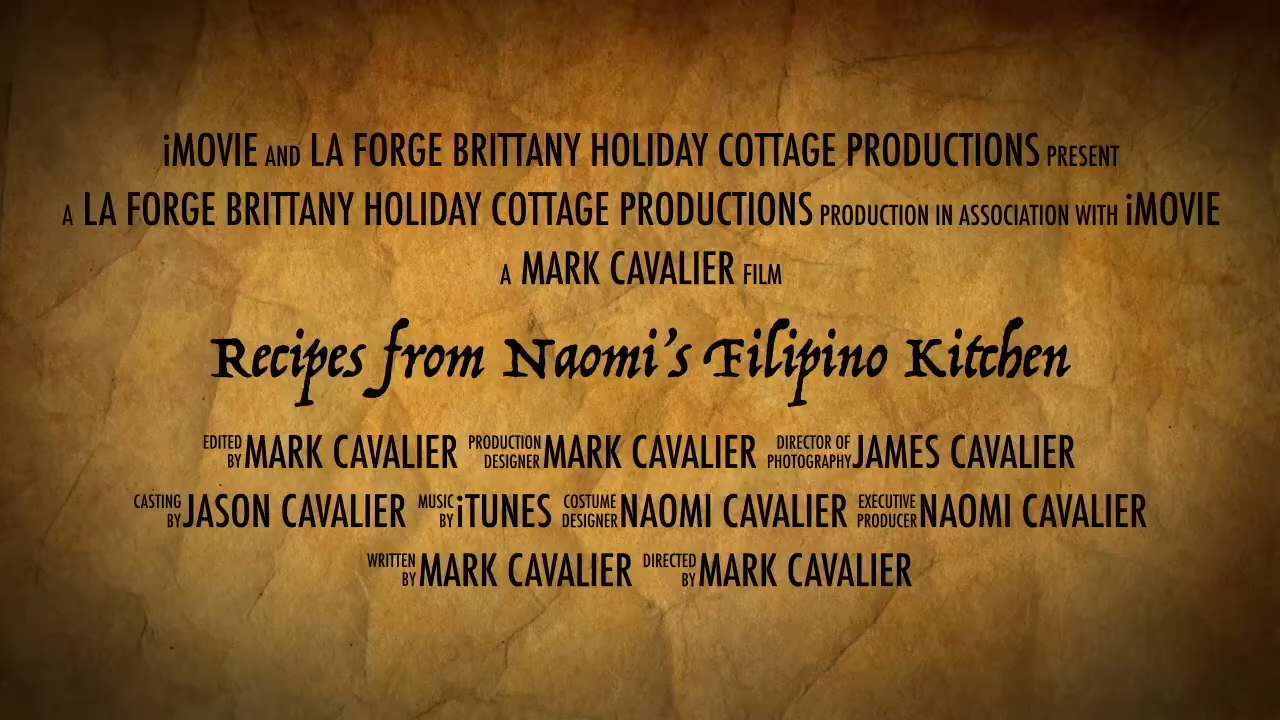 iMOVIE AND LA FORGE BRITTANY HOLIDAY COTTAGE PRODUCTIONS PRESENT
A LA FORGE BRITTANY HOLIDAY COTTAGE PRODUCTIONS PRODUCTION IN ASSOCIATION WITH iMOVIE
A MARK CAVALIER FILM
Recipes from Naomi's Filipino Kitchen
EDITED BY MARK CAVALIER PRODUCTION DESIGNER MARK CAVALIER DIRECTOR OF PHOTOGRAPHY JAMES CAVALIER
CASTING BY JASON CAVALIER MUSIC BY iTUNES COSTUME DESIGNER NAOMI CAVALIER EXECUTIVE PRODUCER NAOMI CAVALIER
WRITTEN BY MARK CAVALIER DIRECTED BY MARK CAVALIER